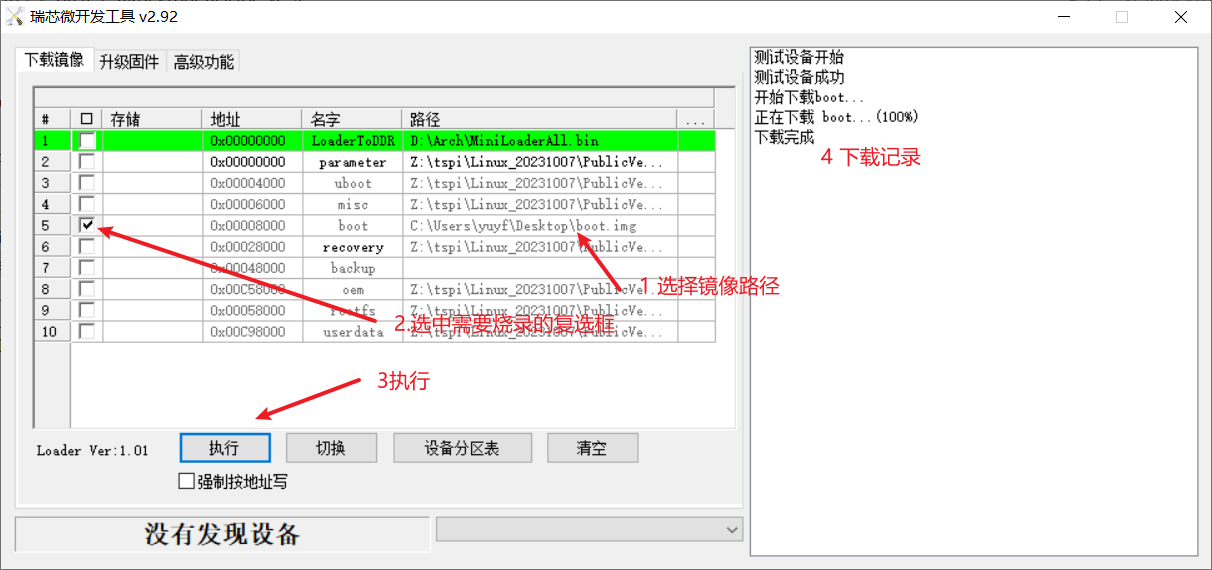 瑞芯微开发工具 v2.92
下载镜像 升级固件 高级功能
# 存储 地址 名字 路径 ...
1 0x00000000 LoaderToDDR D:\Arch\MiniLoaderAll.bin
2 0x00000000 parameter Z:\tspi\Linux_20231007\PublicVe...
3 0x00004000 uboot Z:\tspi\Linux_20231007\PublicVe...
4 0x00006000 misc Z:\tspi\Linux_20231007\PublicVe...
5 0x00008000 boot C:\Users\yuyf\Desktop\boot.img
6 0x00028000 recovery Z:\tspi\Linux_20231007\PublicVe...
7 0x00048000 backup
8 0x00C58000 oem Z:\tspi\Linux_20231007\PublicVe...
9 0x00058000 rootfs Z:\tspi\Linux_20231007\PublicVe...
10 0x00C98000 userdata Z:\tspi\Linux_20231007\PublicVe...
1 选择镜像路径
2.选中需要烧录的复选框
3执行
Loader Ver:1.01 执行 切换 设备分区表 清空
强制按地址写
没有发现设备
测试设备开始
测试设备成功
开始下载boot...
正在下载 boot...(100%)
下载完成
4 下载记录